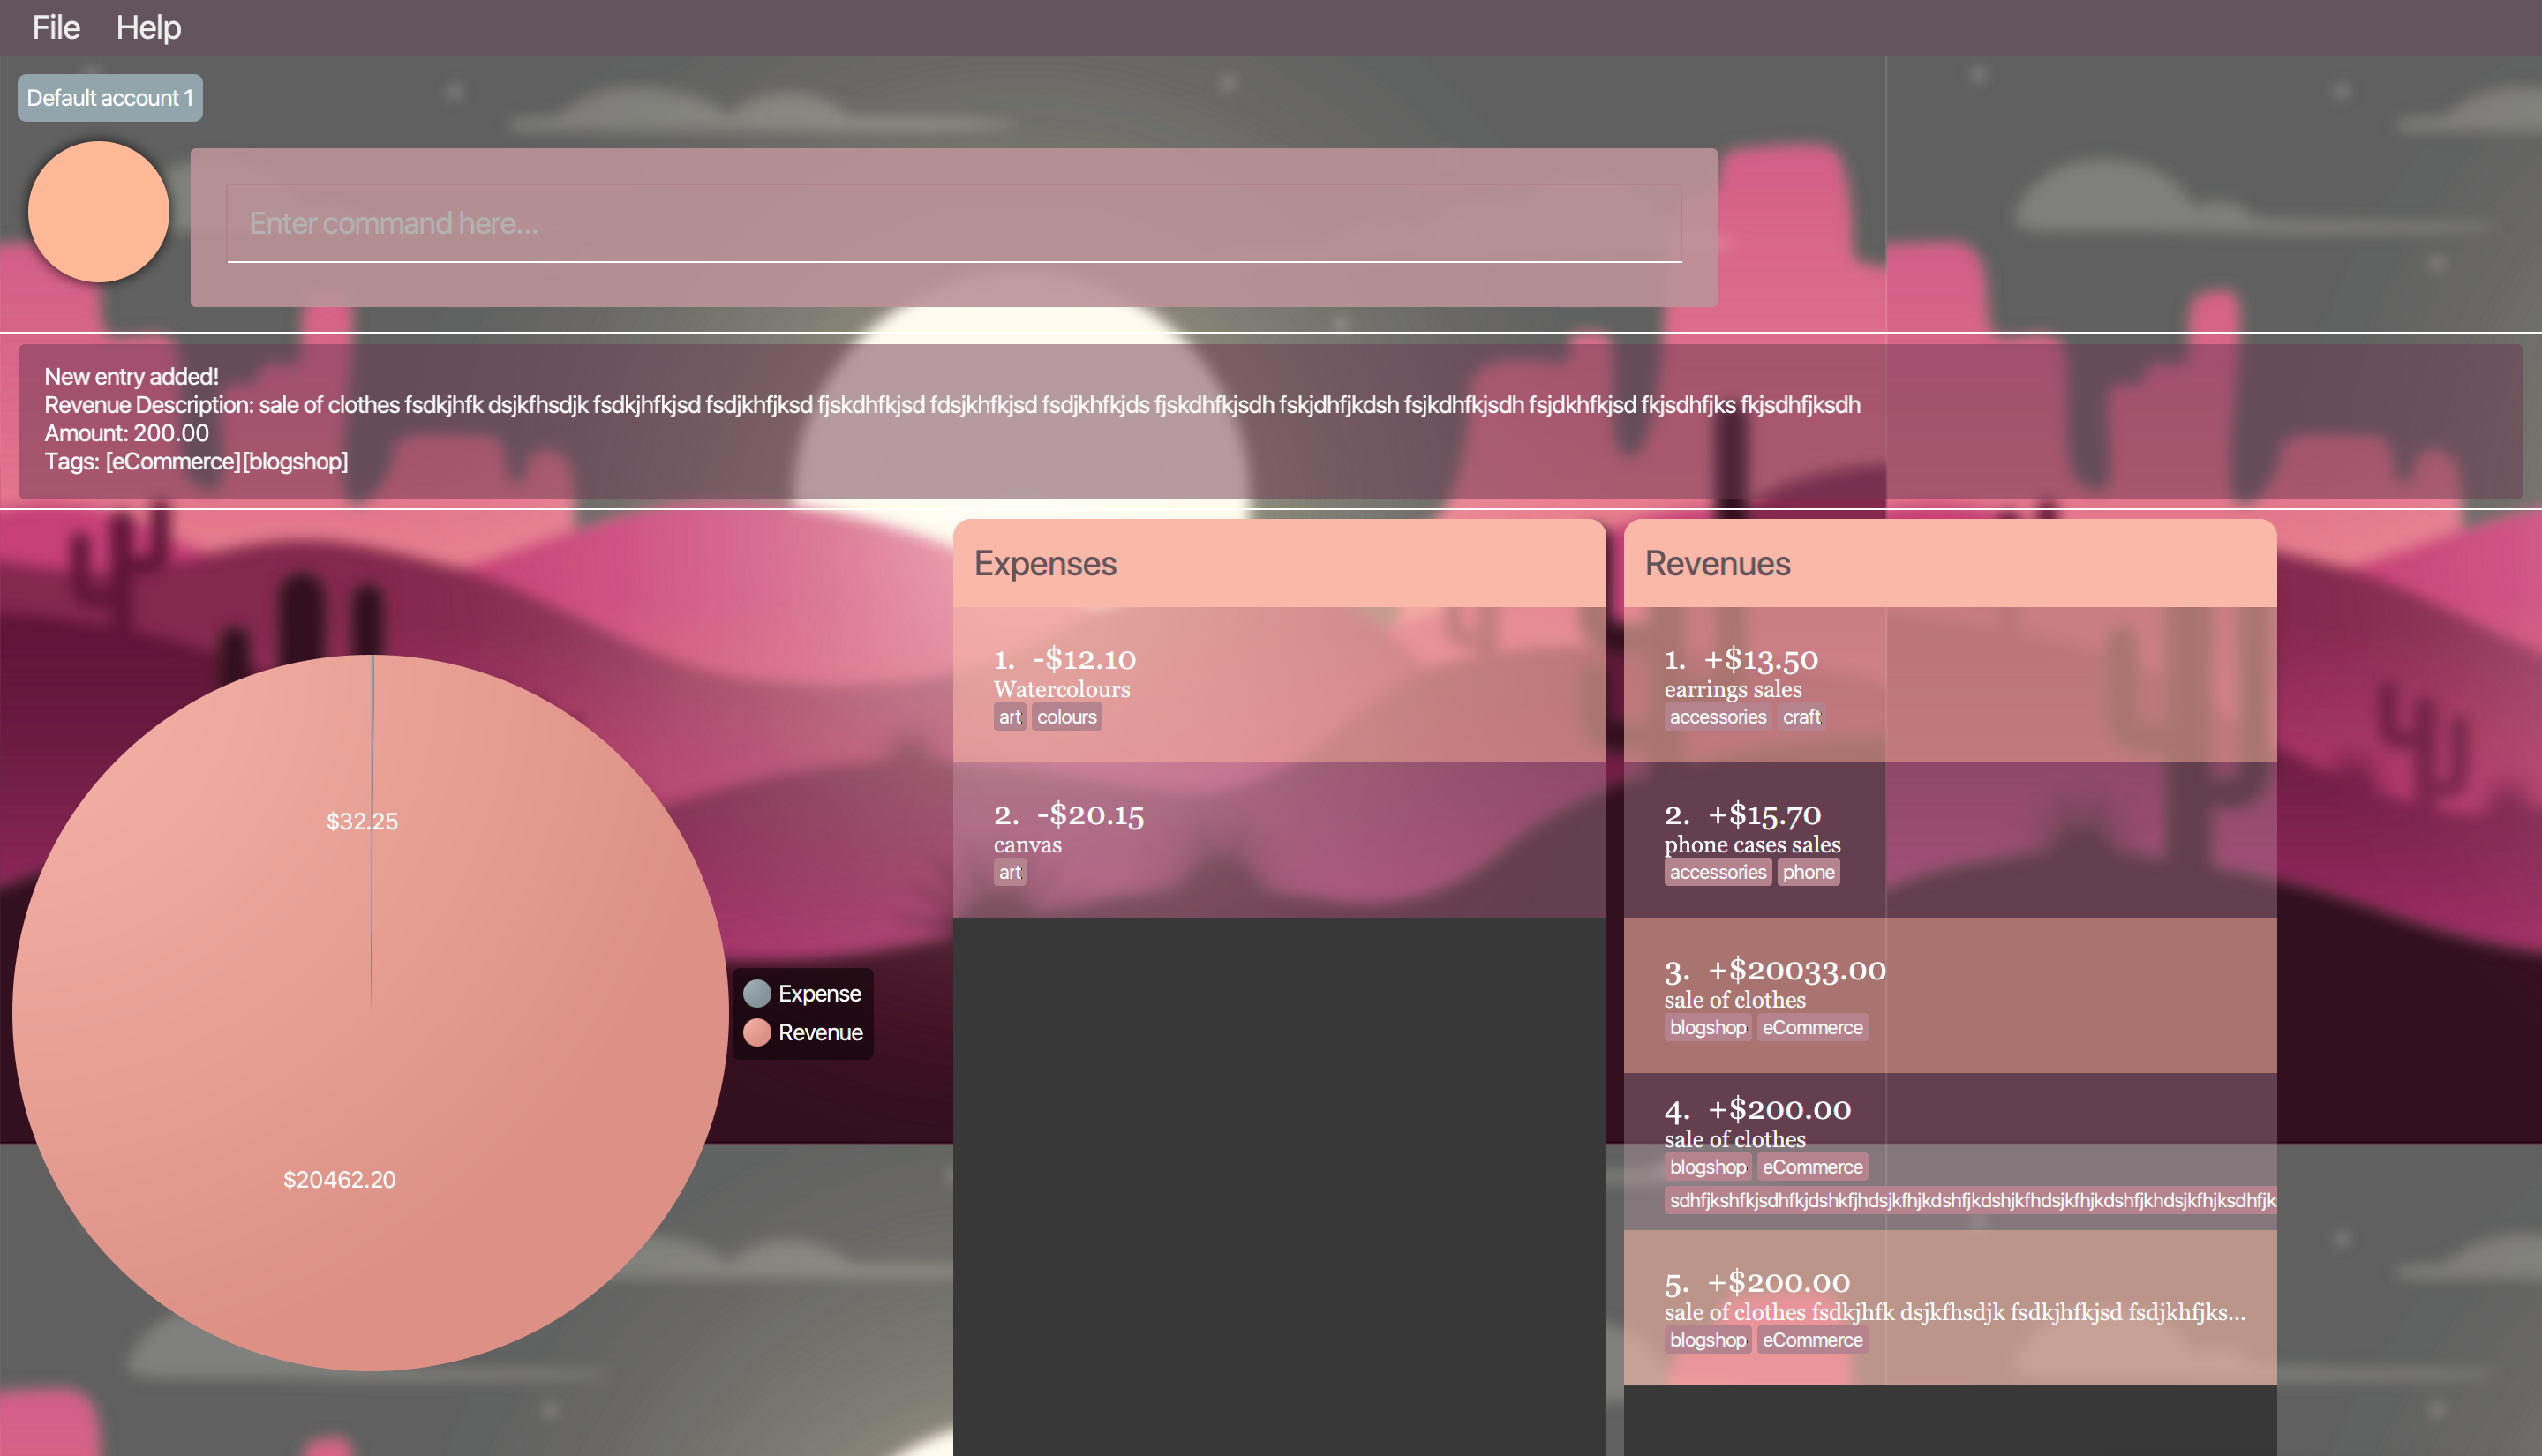 File Help
Default account 1
Enter command here...
New entry added!
Revenue Description: sale of clothes fsdkjhfk dsjkfhsdjk fsdkjhfkjsd fsdjkhfjksd fjskdhfkjsd fdsjkhfkjsd fsdjkhfkjds fjskdhfkjsdh fskjdhfjkdsh fsjkdhfkjsdh fsjdkhfkjsd fkjsdhfjks fkjsdhfjksdh
Amount: 200.00
Tags: [eCommerce][blogshop]
$32.25
$20462.20
Expense
Revenue
Expenses
1. -$12.10
Watercolours
art colours
2. -$20.15
canvas
art
Revenues
1. +$13.50
earrings sales
accessories craft
2. +$15.70
phone cases sales
accessories phone
3. +$20033.00
sale of clothes
blogshop eCommerce
4. +$200.00
sale of clothes
blogshop eCommerce
sdhfjkshfkjsdhfkjdshkfjhdsjkfhjkdshfjkdshjkfhdsjkfhjkdshfjkhdsjkfhjksdhfjk
5. +$200.00
sale of clothes fsdkjhfk dsjkfhsdjk fsdkjhfkjsd fsdjkhfjks...
blogshop eCommerce